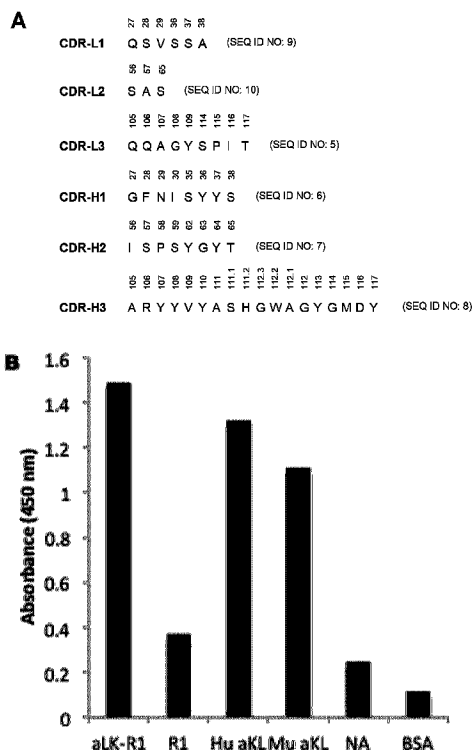 A
27 28 29 36 37 38
CDR-L1 Q S V S S A (SEQ ID NO: 9)
56 57 65
CDR-L2 S A S (SEQ ID NO: 10)
105 106 107 108 109 114 115 116 117
CDR-L3 Q Q A G Y S P I T (SEQ ID NO: 5)
27 28 29 30 35 36 37 38
CDR-H1 G F N I S Y Y S (SEQ ID NO: 6)
56 57 58 59 62 63 64 65
CDR-H2 I S P S Y G Y T (SEQ ID NO: 7)
105 106 107 108 109 110 111 111.1 111.2 112.3 112.2 112.1 112 113 114 115 116 117
CDR-H3 A R Y Y V Y A S H G W A G Y G M D Y (SEQ ID NO: 8)
B
Absorbance (450 nm)
1.6
1.4
1.2
1
0.8
0.6
0.4
0.2
0
aLK-R1 R1 Hu aKL Mu aKL NA BSA